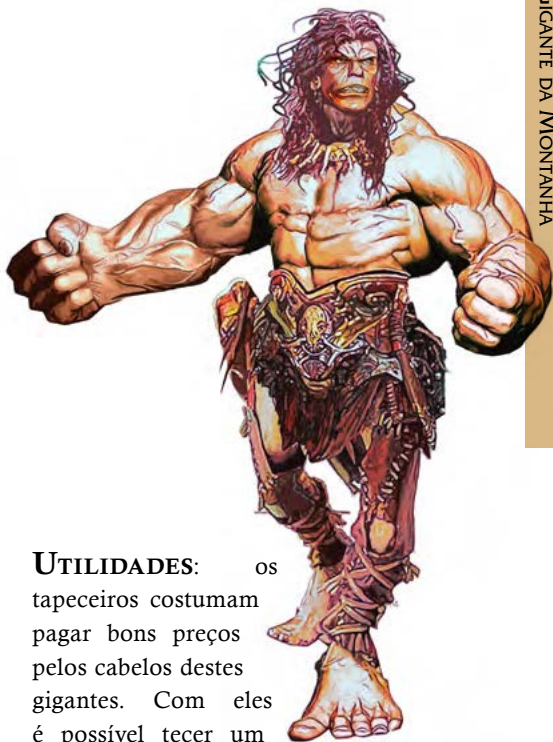 GIGANTE DA MONTANHA
UTILIDADES: os
tapeceiros costumam
pagar bons preços
pelos cabelos destes
gigantes. Com eles
é possível tecer um